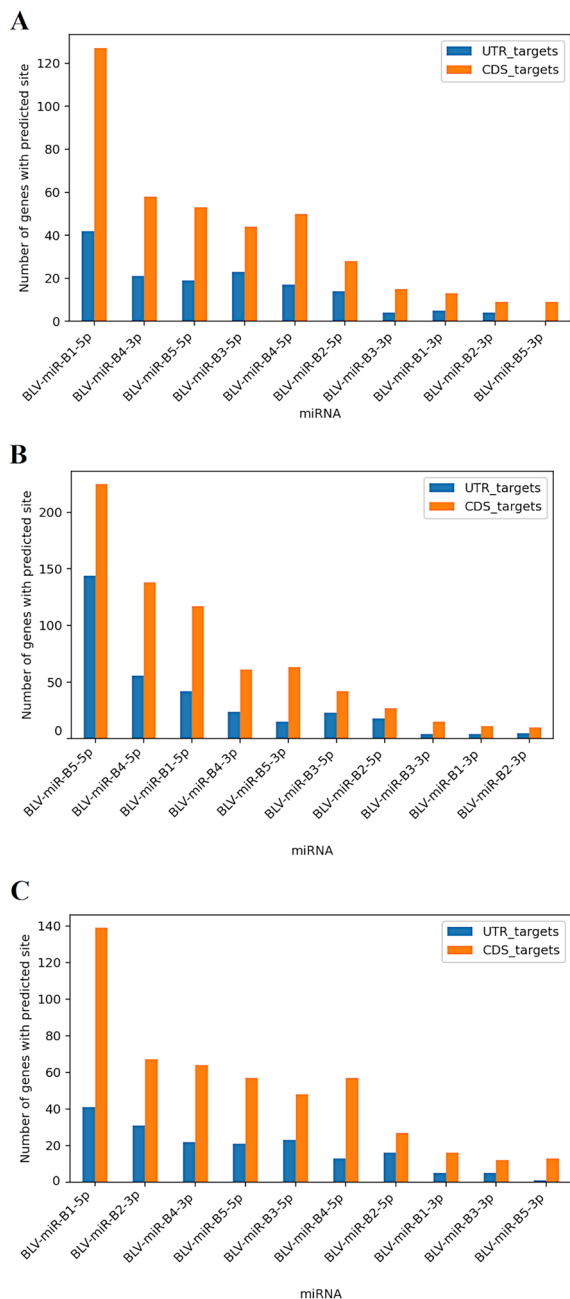 A
UTR_targets
CDS_targets
Number of genes with predicted site
120
100
80
60
40
20
0
BLV-miR-B1-5p
BLV-miR-B4-3p
BLV-miR-B5-5p
BLV-miR-B3-5p
BLV-miR-B4-5p
BLV-miR-B2-5p
BLV-miR-B3-3p
BLV-miR-B1-3p
BLV-miR-B2-3p
BLV-miR-B5-3p
miRNA
B
UTR_targets
CDS_targets
Number of genes with predicted site
200
150
100
50
0
BLV-miR-B5-5p
BLV-miR-B4-5p
BLV-miR-B1-5p
BLV-miR-B4-3p
BLV-miR-B5-3p
BLV-miR-B3-5p
BLV-miR-B2-5p
BLV-miR-B3-3p
BLV-miR-B1-3p
BLV-miR-B2-3p
miRNA
C
UTR_targets
CDS_targets
Number of genes with predicted site
140
120
100
80
60
40
20
0
BLV-miR-B1-5p
BLV-miR-B2-3p
BLV-miR-B4-3p
BLV-miR-B5-5p
BLV-miR-B3-5p
BLV-miR-B4-5p
BLV-miR-B2-5p
BLV-miR-B1-3p
BLV-miR-B3-3p
BLV-miR-B5-3p
miRNA